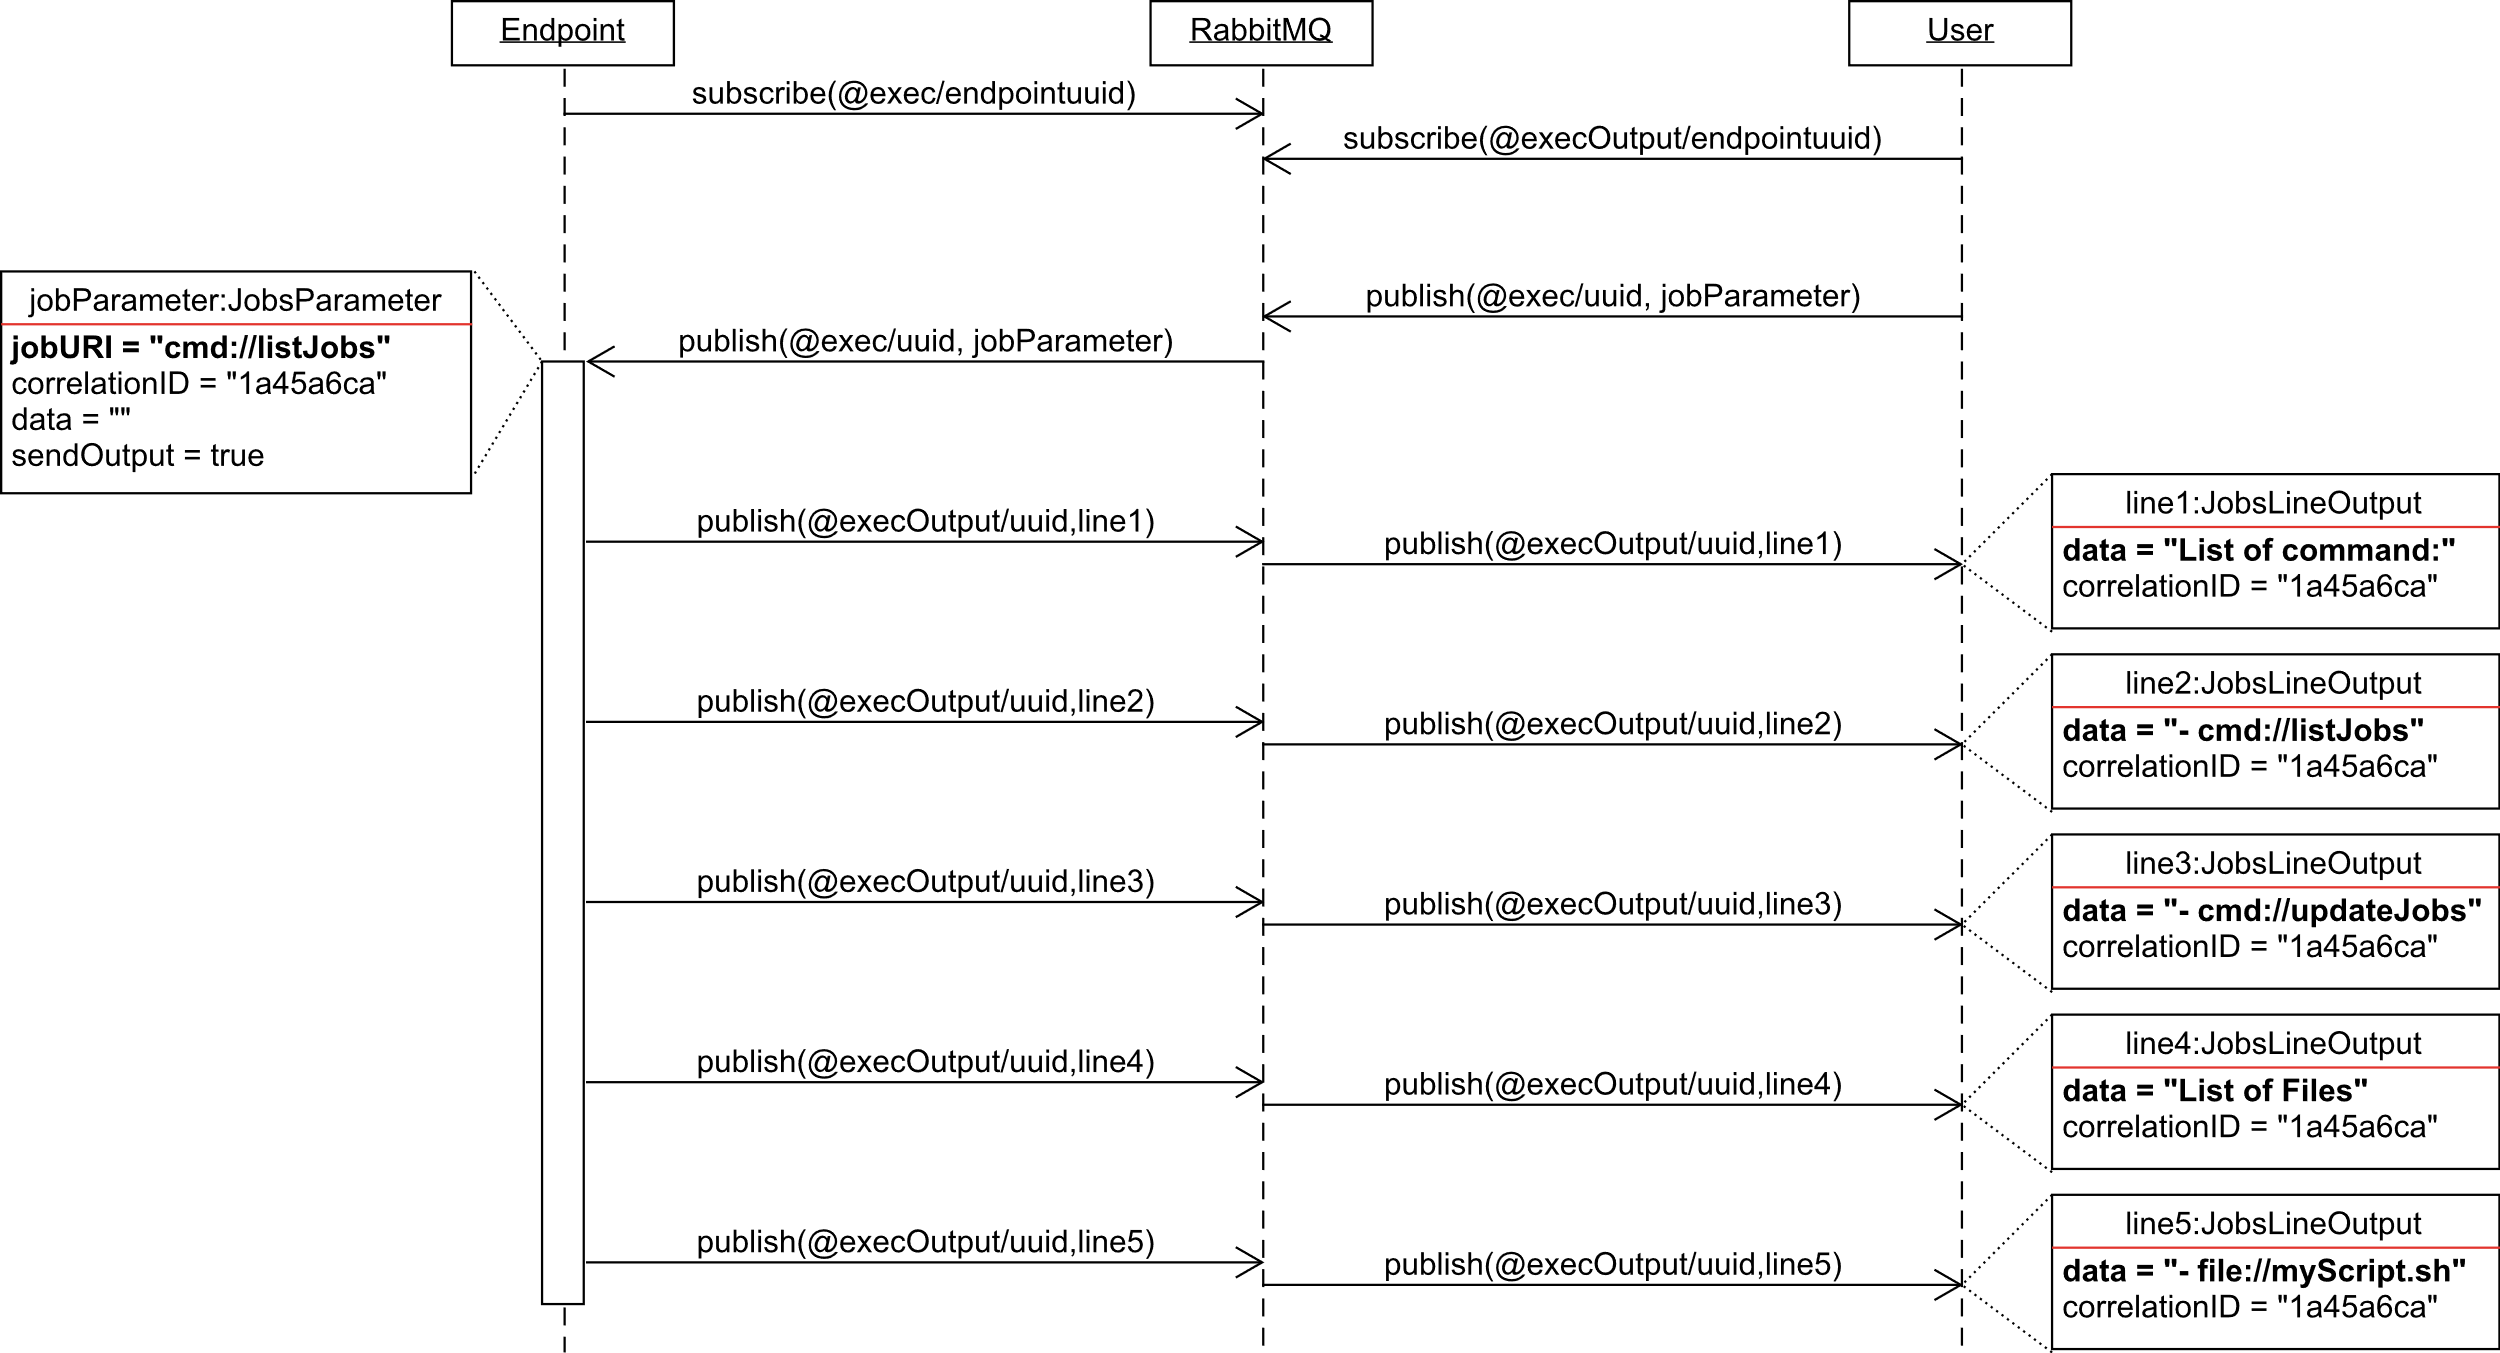 Endpoint
RabbitMQ
User
subscribe(@exec/endpointuuid)
subscribe(@execOutput/endpointuuid)
publish(@exec/uuid, jobParameter)
publish(@exec/uuid, jobParameter)
jobParameter:JobsParameter
jobURI = "cmd://listJobs"
correlationID = "1a45a6ca"
data = ""
sendOutput = true
publish(@execOutput/uuid,line1)
publish(@execOutput/uuid,line1)
line1:JobsLineOutput
data = "List of command:"
correlationID = "1a45a6ca"
publish(@execOutput/uuid,line2)
publish(@execOutput/uuid,line2)
line2:JobsLineOutput
data = "- cmd://listJobs"
correlationID = "1a45a6ca"
publish(@execOutput/uuid,line3)
publish(@execOutput/uuid,line3)
line3:JobsLineOutput
data = "- cmd://updateJobs"
correlationID = "1a45a6ca"
publish(@execOutput/uuid,line4)
publish(@execOutput/uuid,line4)
line4:JobsLineOutput
data = "List of Files"
correlationID = "1a45a6ca"
publish(@execOutput/uuid,line5)
publish(@execOutput/uuid,line5)
line5:JobsLineOutput
data = "- file://myScript.sh"
correlationID = "1a45a6ca"